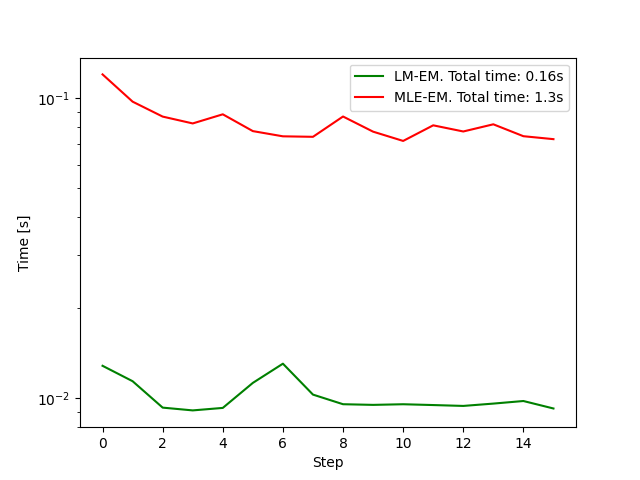 LM-EM. Total time: 0.16s
MLE-EM. Total time: 1.3s
10⁻¹
10⁻²
Time [s]
0 2 4 6 8 10 12 14
Step